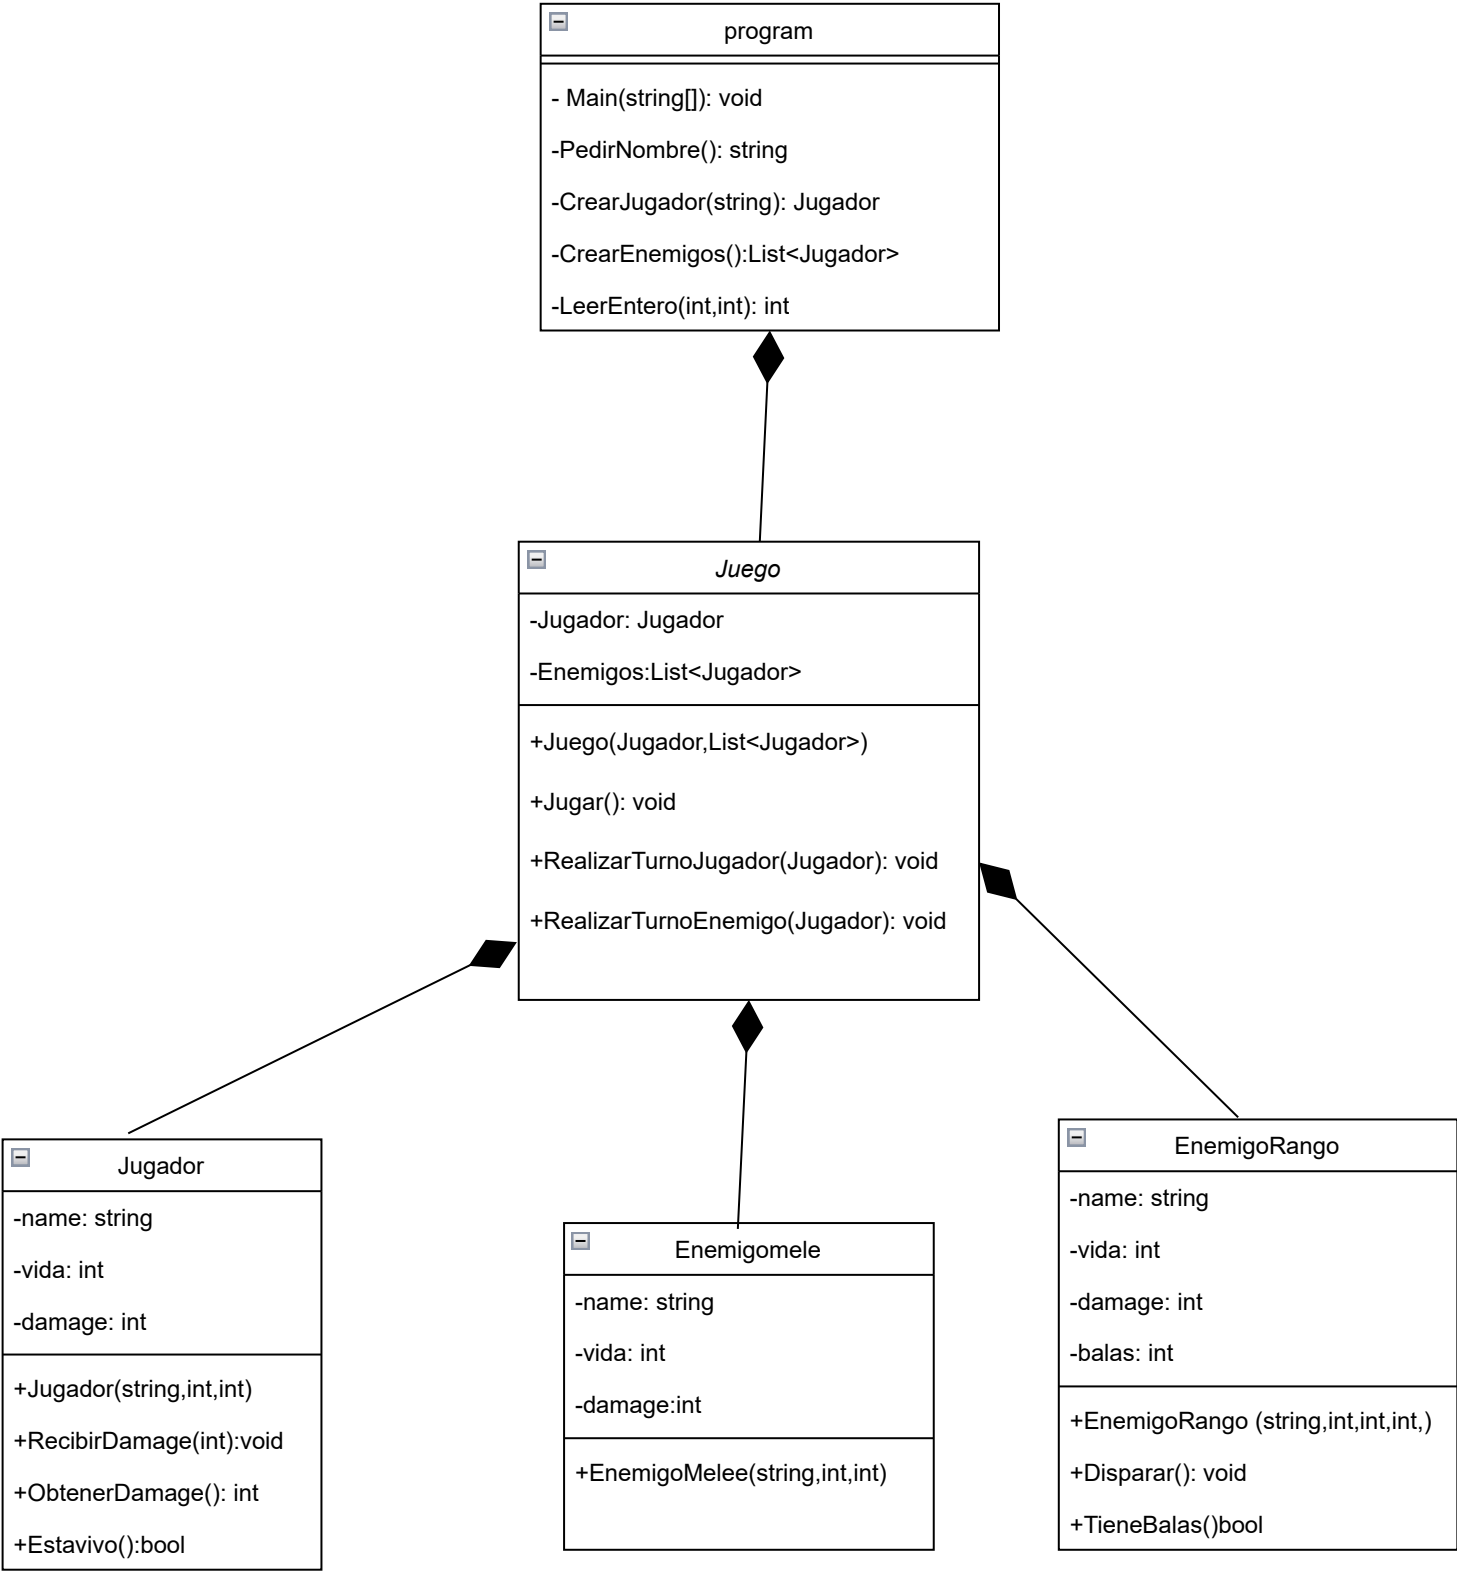 program
- Main(string[]): void
-PedirNombre(): string
-CrearJugador(string): Jugador
-CrearEnemigos():List<Jugador>
-LeerEntero(int,int): int
Juego
-Jugador: Jugador
-Enemigos:List<Jugador>
+Juego(Jugador,List<Jugador>)
+Jugar(): void
+RealizarTurnoJugador(Jugador): void
+RealizarTurnoEnemigo(Jugador): void
Jugador
-name: string
-vida: int
-damage: int
+Jugador(string,int,int)
+RecibirDamage(int):void
+ObtenerDamage(): int
+Estavivo():bool
Enemigomele
-name: string
-vida: int
-damage:int
+EnemigoMelee(string,int,int)
EnemigoRango
-name: string
-vida: int
-damage: int
-balas: int
+EnemigoRango (string,int,int,int,)
+Disparar(): void
+TieneBalas()bool